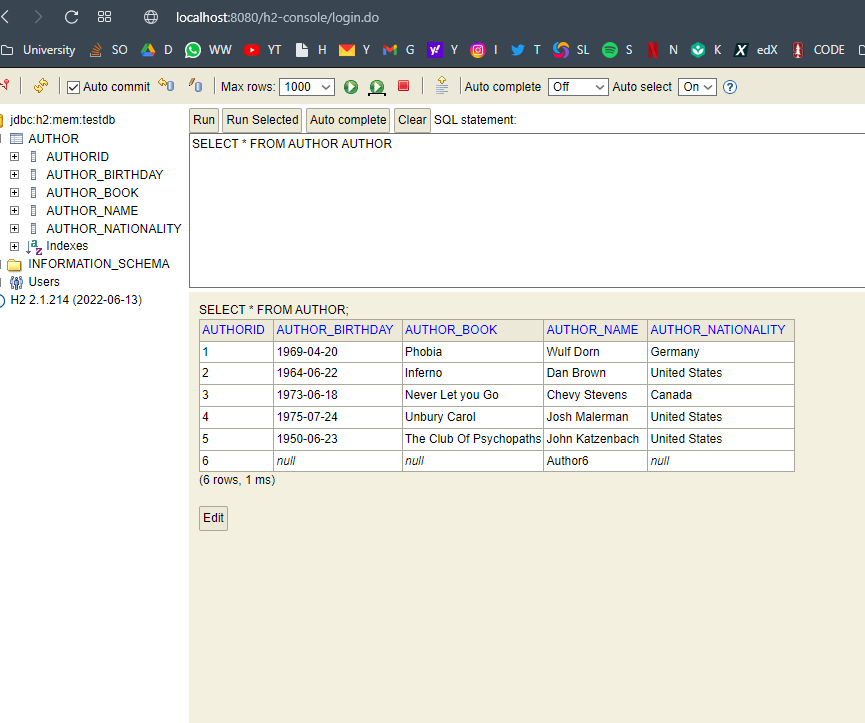 localhost:8080/h2-console/login.do
University SO D WW YT H Y G Y I T SL S N K edX CODE
Auto commit Max rows: 1000 Auto complete Off Auto select On
jdbc:h2:mem:testdb
AUTHOR
AUTHORID
AUTHOR_BIRTHDAY
AUTHOR_BOOK
AUTHOR_NAME
AUTHOR_NATIONALITY
Indexes
INFORMATION_SCHEMA
Users
H2 2.1.214 (2022-06-13)
Run Run Selected Auto complete Clear SQL statement:
SELECT * FROM AUTHOR AUTHOR
SELECT * FROM AUTHOR;
AUTHORID AUTHOR_BIRTHDAY AUTHOR_BOOK AUTHOR_NAME AUTHOR_NATIONALITY
1 1969-04-20 Phobia Wulf Dorn Germany
2 1964-06-22 Inferno Dan Brown United States
3 1973-06-18 Never Let you Go Chevy Stevens Canada
4 1975-07-24 Unbury Carol Josh Malerman United States
5 1950-06-23 The Club Of Psychopaths John Katzenbach United States
6 null null Author6 null
(6 rows, 1 ms)
Edit